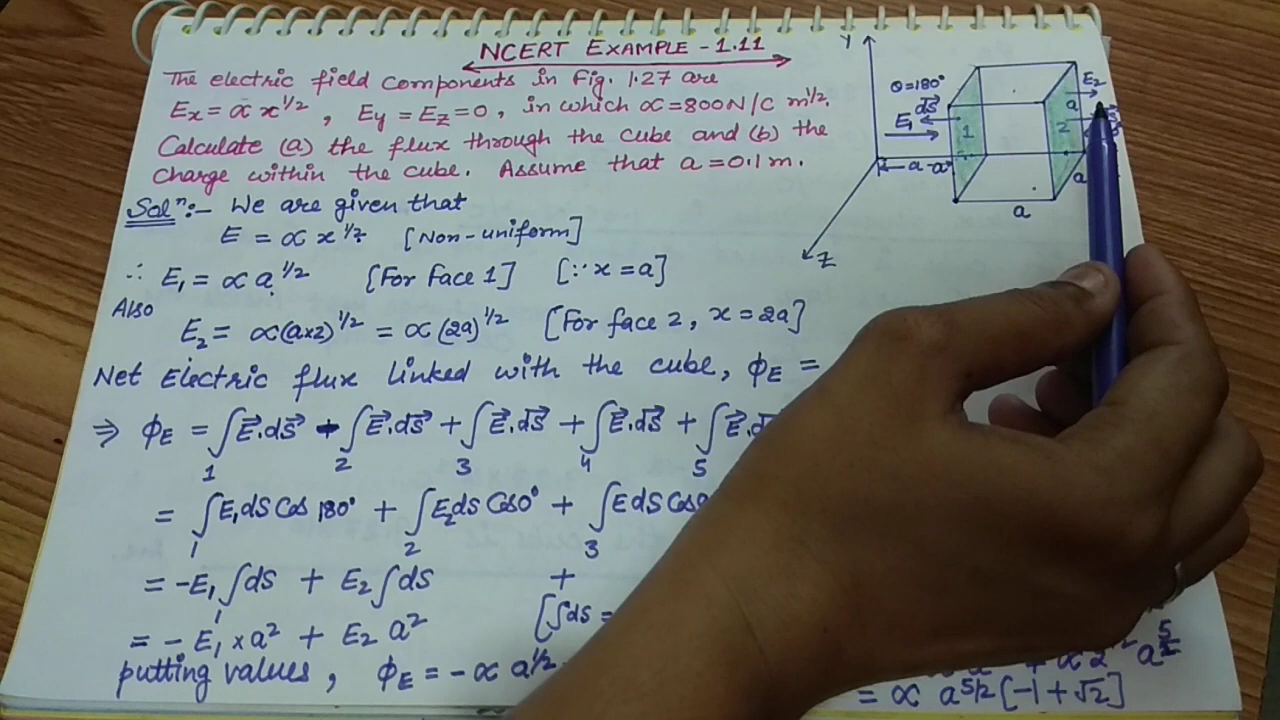 NCERT EXAMPLE - 1.11
The electric field components in Fig. 1.27 are
Ex = α x^1/2 , Ey = Ez = 0 , in which α = 800 N/C m^1/2.
Calculate (a) the flux through the cube and (b) the
charge within the cube. Assume that a = 0.1 m.
Y
θ=180°
dS
E1
1
2
E2
a
a
a
a
Z
Solⁿ:- We are given that
E = α x^1/2 [Non-uniform]
∴ E1 = α a^1/2 [For Face 1] [∵ x = a]
Also
E2 = α(a×2)^1/2 = α(2a)^1/2 [For face 2, x = 2a]
Net Electric flux linked with the cube, ϕE =
⇒ ϕE = ∫1 E⃗.dS⃗ + ∫2 E⃗.dS⃗ + ∫3 E⃗.dS⃗ + ∫4 E⃗.dS⃗ + ∫5 E⃗.
= ∫1 E1 dS Cos 180° + ∫2 E2 dS Cos 0° + ∫3 E dS
= -E1 ∫1 dS + E2 ∫ dS +
= - E1 × a² + E2 a² [∫dS =
putting values, ϕE = - α a^1/2
a^5/2
= α a^5/2 [-1 + √2]